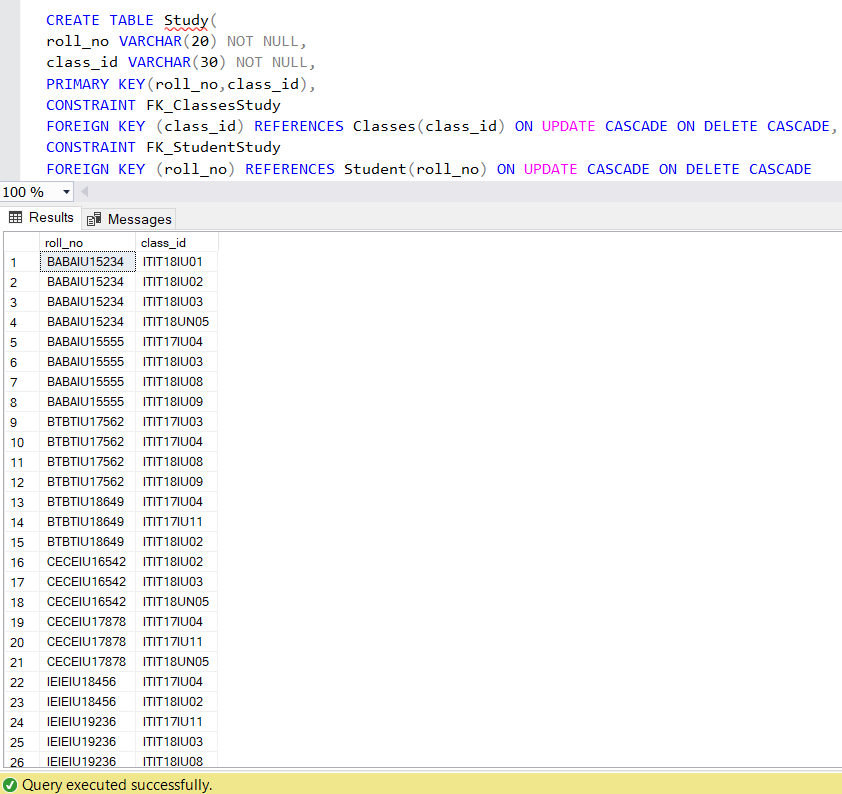 CREATE TABLE Study(
roll_no VARCHAR(20) NOT NULL,
class_id VARCHAR(30) NOT NULL,
PRIMARY KEY(roll_no,class_id),
CONSTRAINT FK_ClassesStudy
FOREIGN KEY (class_id) REFERENCES Classes(class_id) ON UPDATE CASCADE ON DELETE CASCADE,
CONSTRAINT FK_StudentStudy
FOREIGN KEY (roll_no) REFERENCES Student(roll_no) ON UPDATE CASCADE ON DELETE CASCADE
100 %
Results Messages
roll_no class_id
1 BABAIU15234 ITIT18IU01
2 BABAIU15234 ITIT18IU02
3 BABAIU15234 ITIT18IU03
4 BABAIU15234 ITIT18UN05
5 BABAIU15555 ITIT17IU04
6 BABAIU15555 ITIT18IU03
7 BABAIU15555 ITIT18IU08
8 BABAIU15555 ITIT18IU09
9 BTBTIU17562 ITIT17IU03
10 BTBTIU17562 ITIT17IU04
11 BTBTIU17562 ITIT18IU08
12 BTBTIU17562 ITIT18IU09
13 BTBTIU18649 ITIT17IU04
14 BTBTIU18649 ITIT17IU11
15 BTBTIU18649 ITIT18IU02
16 CECEIU16542 ITIT18IU02
17 CECEIU16542 ITIT18IU03
18 CECEIU16542 ITIT18UN05
19 CECEIU17878 ITIT17IU04
20 CECEIU17878 ITIT17IU11
21 CECEIU17878 ITIT18UN05
22 IEIEIU18456 ITIT17IU04
23 IEIEIU18456 ITIT18IU02
24 IEIEIU19236 ITIT17IU11
25 IEIEIU19236 ITIT18IU03
26 IEIEIU19236 ITIT18IU08
Query executed successfully.